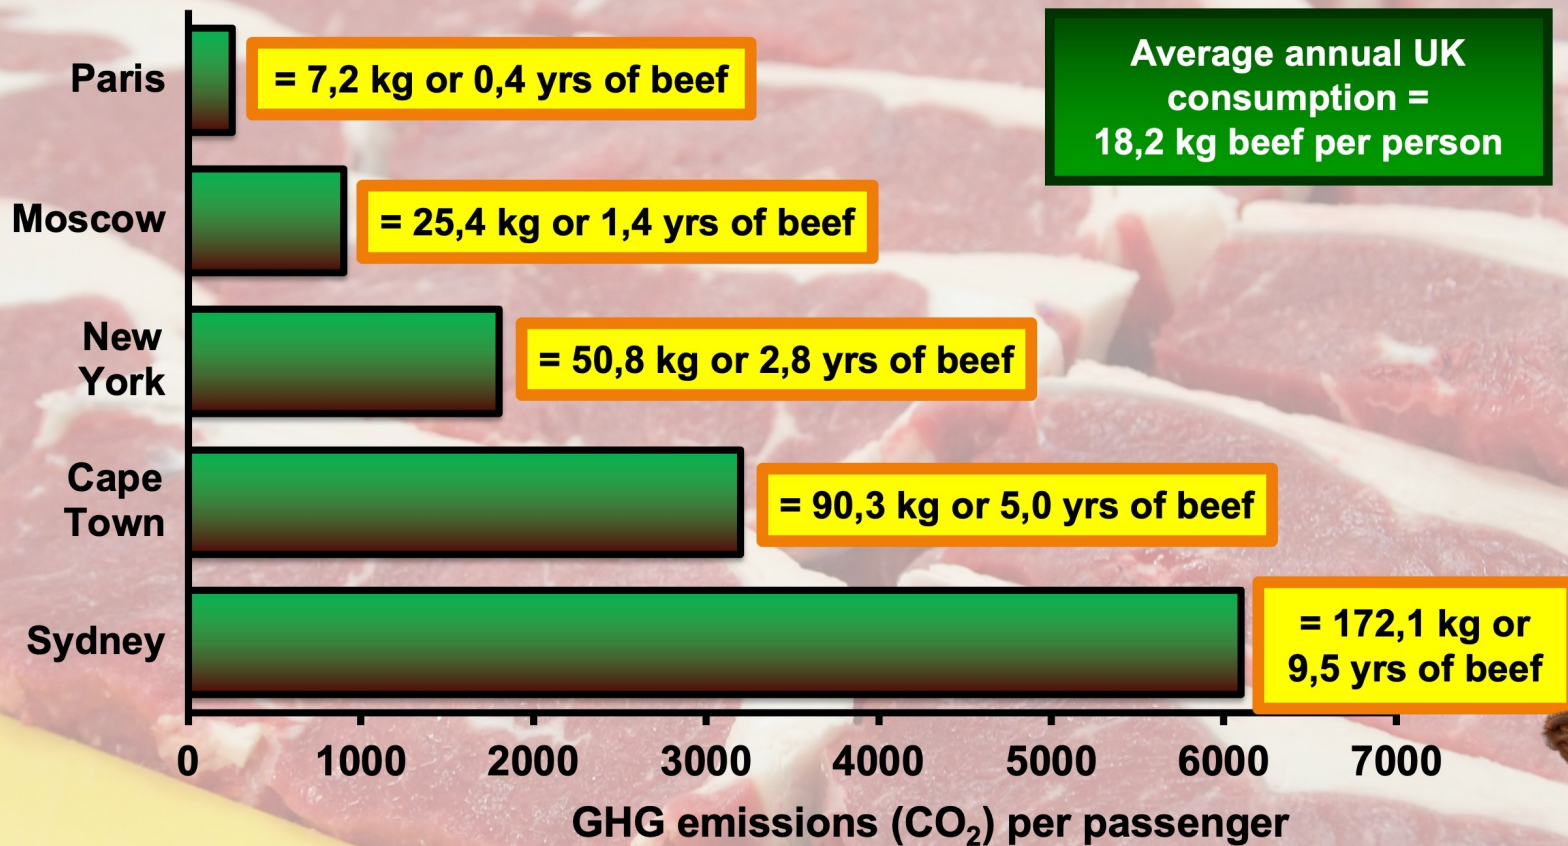 Average annual UK
consumption =
18,2 kg beef per person
Paris
= 7,2 kg or 0,4 yrs of beef
Moscow
= 25,4 kg or 1,4 yrs of beef
New
York
= 50,8 kg or 2,8 yrs of beef
Cape
Town
= 90,3 kg or 5,0 yrs of beef
Sydney
= 172,1 kg or
9,5 yrs of beef
0 1000 2000 3000 4000 5000 6000 7000
GHG emissions (CO₂) per passenger